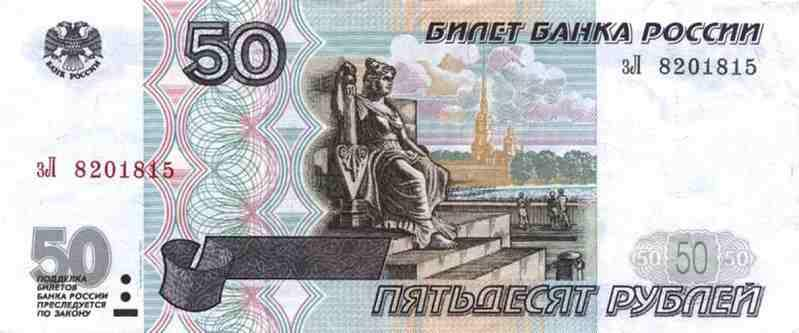 БАНК РОССИИ
50
БИЛЕТ БАНКА РОССИИ
зЛ 8201815
зЛ 8201815
50
ПОДДЕЛКА
БИЛЕТОВ
БАНКА РОССИИ
ПРЕСЛЕДУЕТСЯ
ПО ЗАКОНУ
50 50 50
ПЯТЬДЕСЯТ РУБЛЕЙ